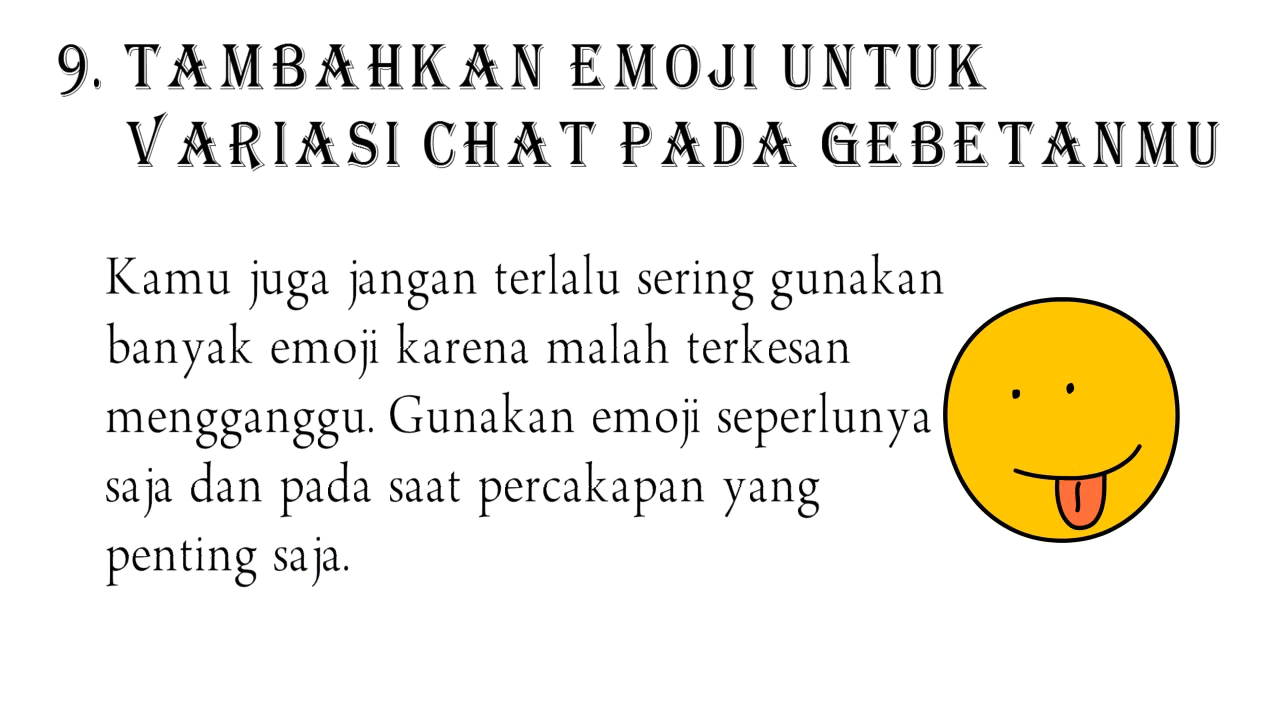 9. TAMBAHKAN EMOJI UNTUK
VARIASI CHAT PADA GEBETANMU
Kamu juga jangan terlalu sering gunakan
banyak emoji karena malah terkesan
mengganggu. Gunakan emoji seperlunya
saja dan pada saat percakapan yang
penting saja.